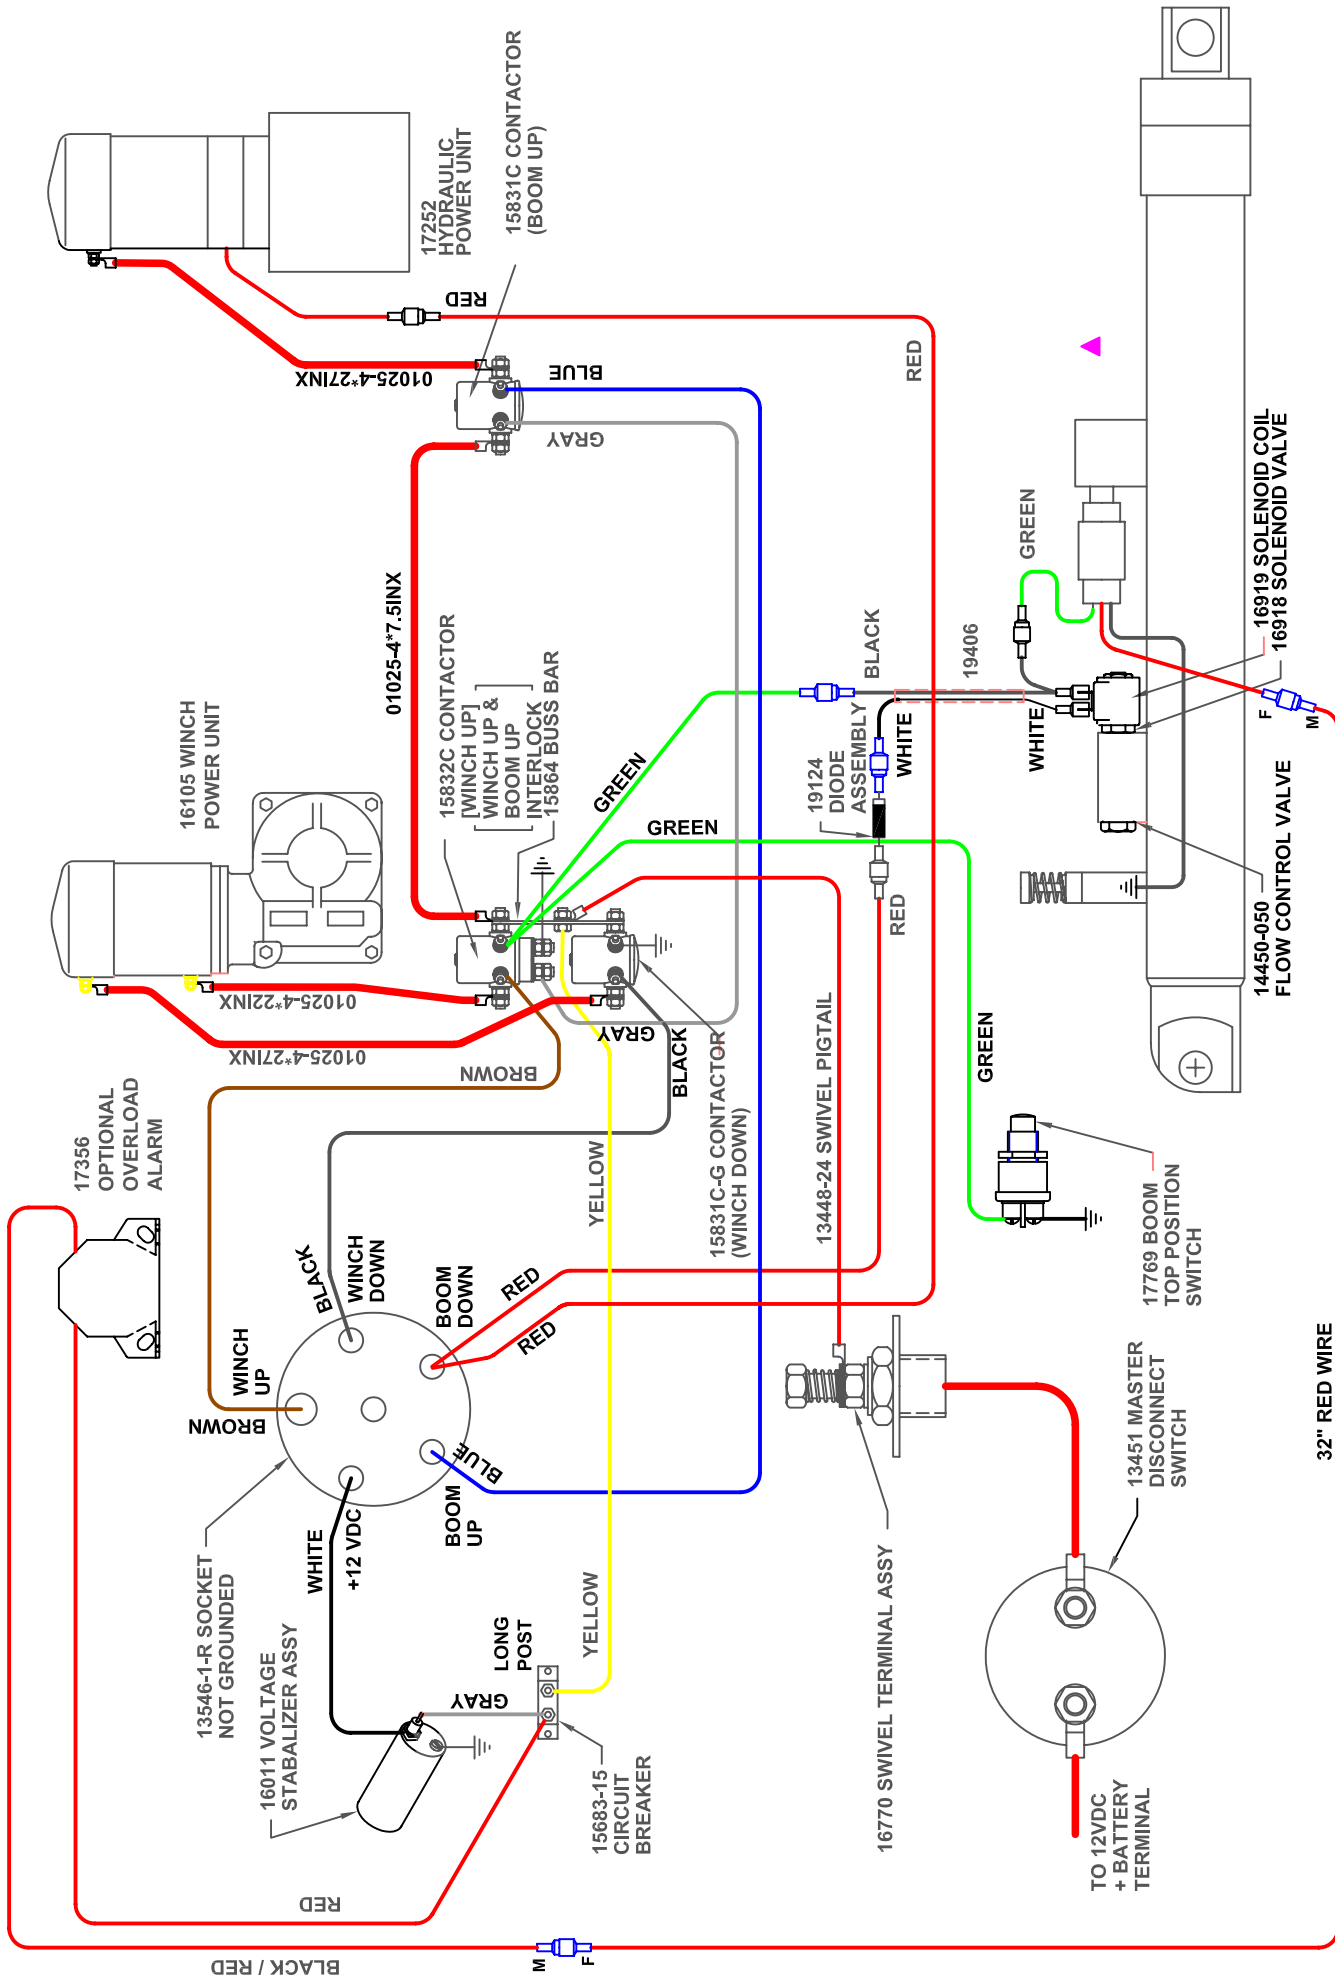 17252
HYDRAULIC
POWER UNIT
15831C CONTACTOR
(BOOM UP)
RED
01025-4*27INX
BLUE
GRAY
RED
01025-4*7.5INX
16105 WINCH
POWER UNIT
15832C CONTACTOR
[WINCH UP]
WINCH UP &
BOOM UP
INTERLOCK
15864 BUSS BAR
GREEN
GREEN
BLACK
19406
GREEN
16919 SOLENOID COIL
16918 SOLENOID VALVE
19124
DIODE
ASSEMBLY
WHITE
WHITE
F
M
14450-050
FLOW CONTROL VALVE
RED
01025-4*22INX
01025-4*27INX
GRAY
BLACK
BROWN
17356
OPTIONAL
OVERLOAD
ALARM
YELLOW
15831C-G CONTACTOR
(WINCH DOWN)
13448-24 SWIVEL PIGTAIL
GREEN
17769 BOOM
TOP POSITION
SWITCH
BLACK
WINCH
DOWN
BOOM
DOWN
RED
RED
WINCH
UP
BROWN
BLUE
BOOM
UP
WHITE
+12 VDC
13546-1-R SOCKET
NOT GROUNDED
16011 VOLTAGE
STABALIZER ASSY
GRAY
LONG
POST
YELLOW
15683-15
CIRCUIT
BREAKER
16770 SWIVEL TERMINAL ASSY
13451 MASTER
DISCONNECT
SWITCH
32" RED WIRE
TO 12VDC
+ BATTERY
TERMINAL
RED
BLACK / RED
M
F